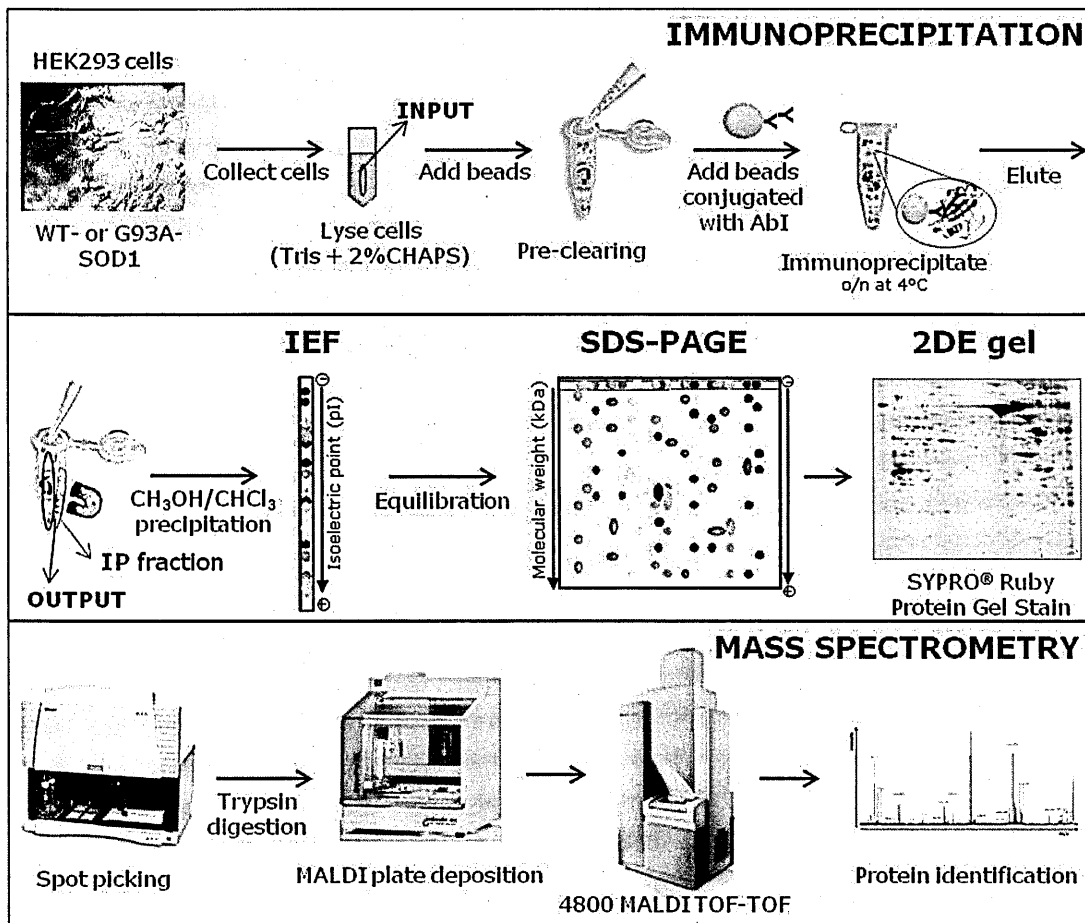 IMMUNOPRECIPITATION
HEK293 cells
INPUT
Collect cells
Add beads
Add beads
conjugated
with AbI
Elute
WT- or G93A-
SOD1
Lyse cells
(Tris + 2%CHAPS)
Pre-clearing
Immunoprecipitate
o/n at 4°C
IEF
SDS-PAGE
2DE gel
CH₃OH/CHCl₃
precipitation
IP fraction
OUTPUT
Isoelectric point (pI)
Equilibration
Molecular weight (kDa)
SYPRO® Ruby
Protein Gel Stain
MASS SPECTROMETRY
Trypsin
digestion
Spot picking
MALDI plate deposition
4800 MALDI TOF-TOF
Protein identification